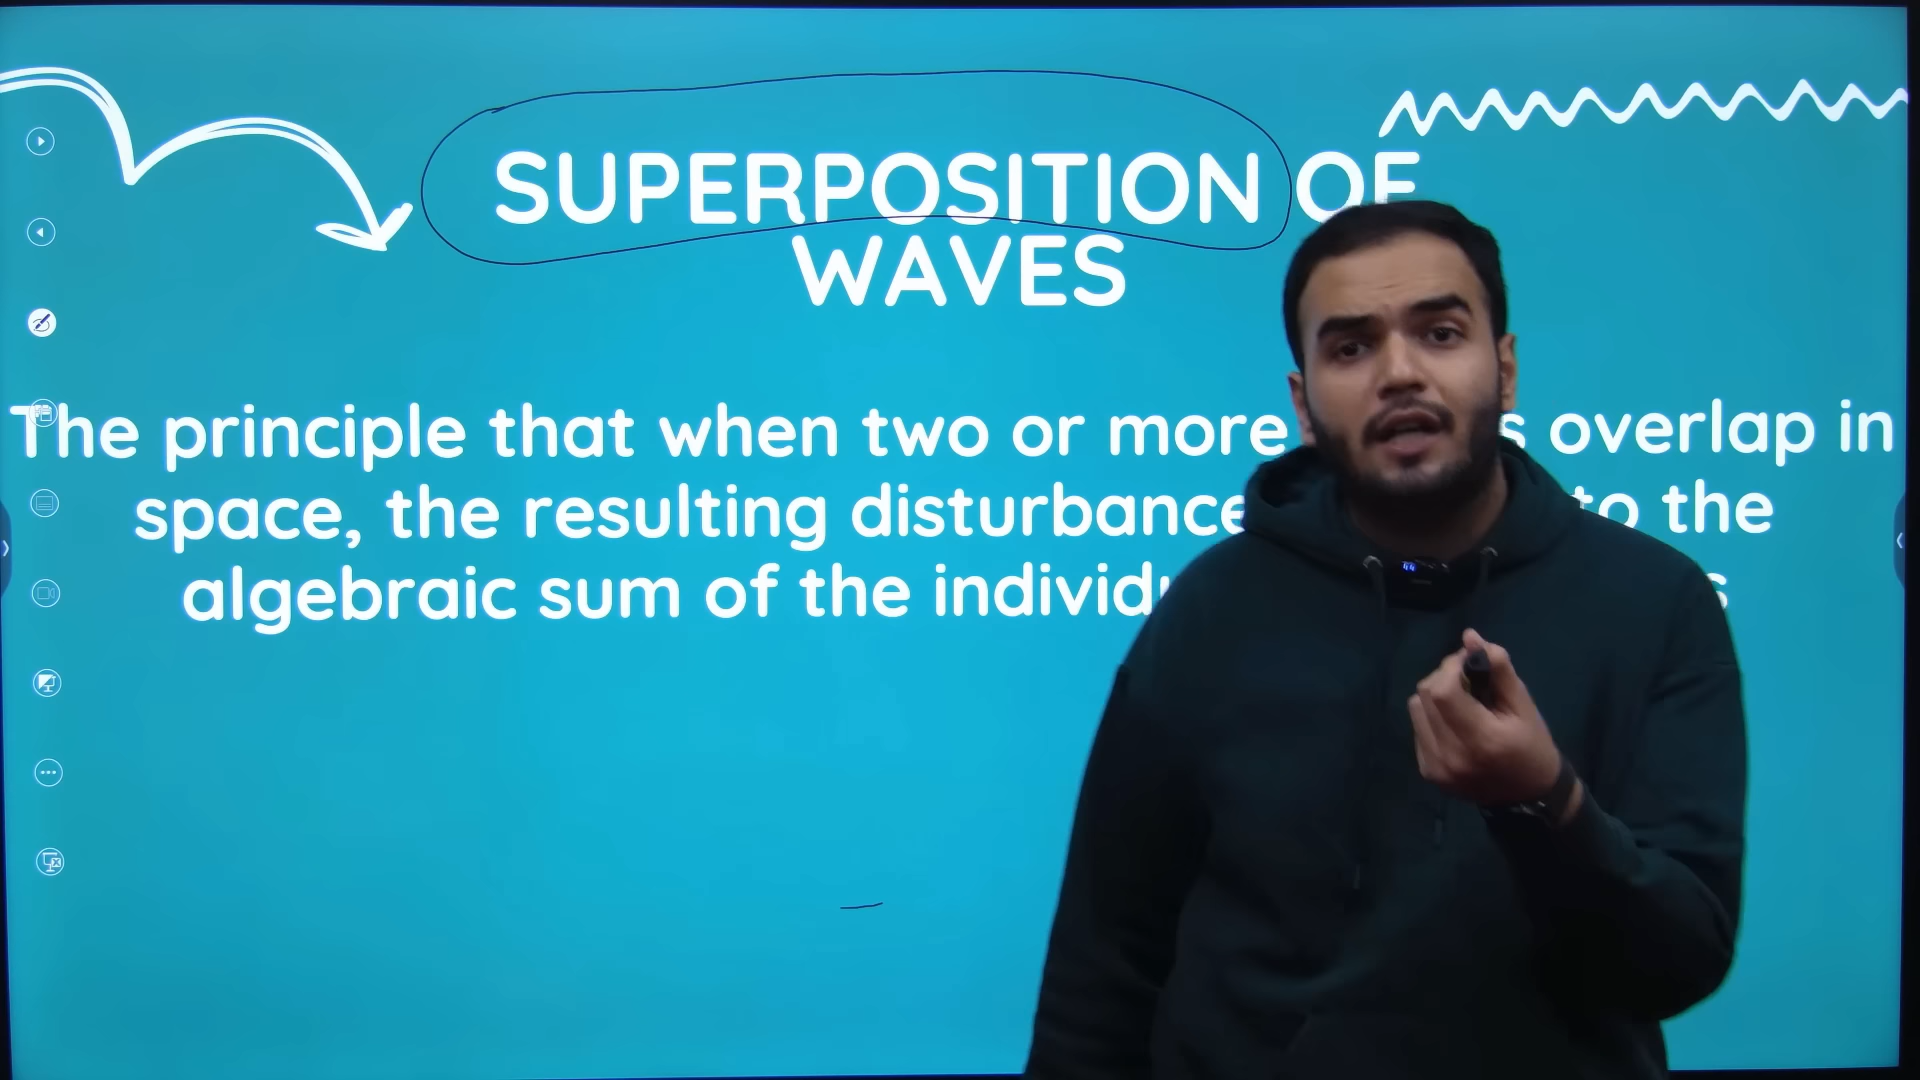 SUPERPOSITION OF
WAVES
The principle that when two or more overlap in
space, the resulting disturbance to the
algebraic sum of the